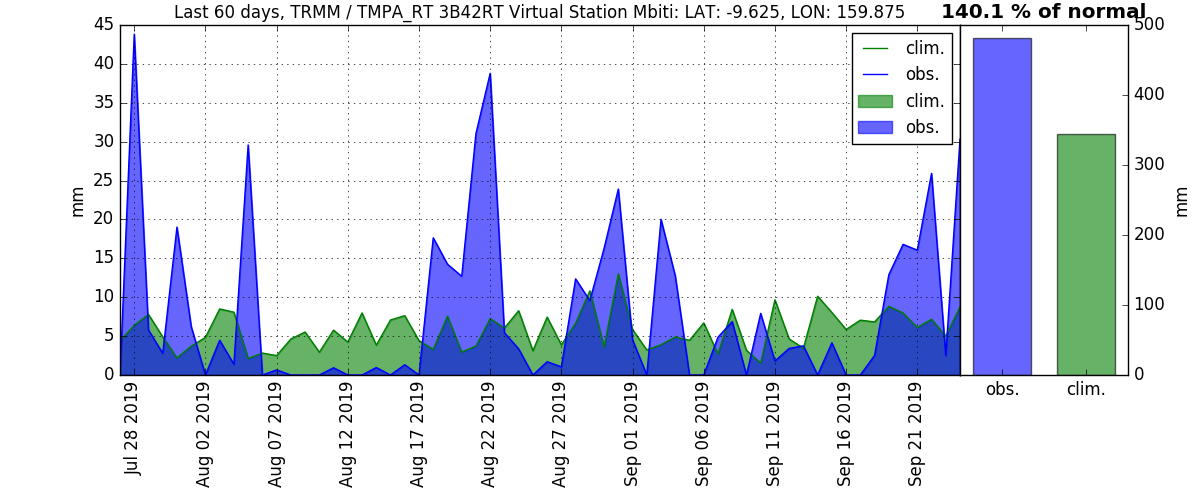 Last 60 days, TRMM / TMPA_RT 3B42RT Virtual Station Mbiti: LAT: -9.625, LON: 159.875
140.1 % of normal
45
40
35
30
25
20
15
10
5
0
mm
clim.
obs.
clim.
obs.
Jul 28 2019
Aug 02 2019
Aug 07 2019
Aug 12 2019
Aug 17 2019
Aug 22 2019
Aug 27 2019
Sep 01 2019
Sep 06 2019
Sep 11 2019
Sep 16 2019
Sep 21 2019
500
400
300
200
100
0
mm
obs.
clim.